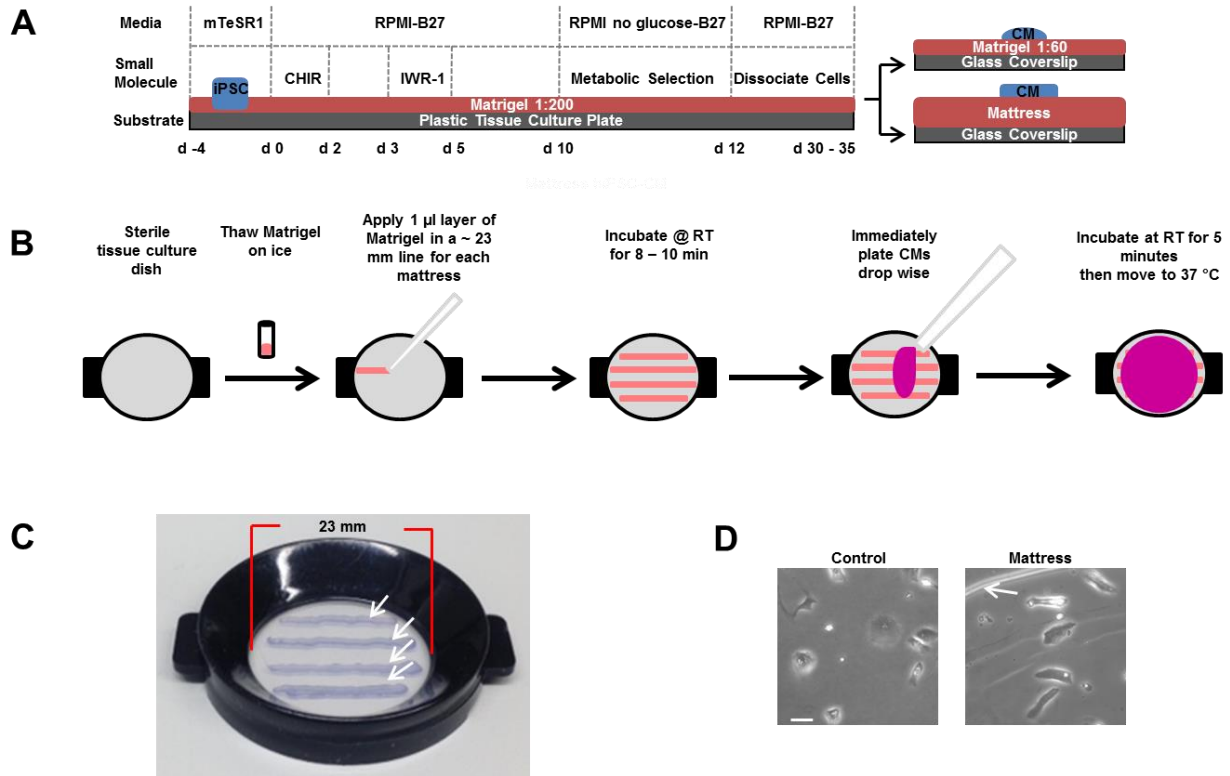 A
Media
mTeSR1
RPMI-B27
RPMI no glucose-B27
RPMI-B27
Small
Molecule
CHIR
IWR-1
Metabolic Selection
Dissociate Cells
iPSC
Matrigel 1:200
Substrate
Plastic Tissue Culture Plate
d -4
d 0
d 2
d 3
d 5
d 10
d 12
d 30 - 35
CM
Matrigel 1:60
Glass Coverslip
CM
Mattress
Glass Coverslip
B
Sterile
tissue culture
dish
Thaw Matrigel
on ice
Apply 1 µl layer of
Matrigel in a ~ 23
mm line for each
mattress
Incubate @ RT
for 8 – 10 min
Immediately
plate CMs
drop wise
Incubate at RT for 5
minutes
then move to 37 °C
C
23 mm
D
Control
Mattress